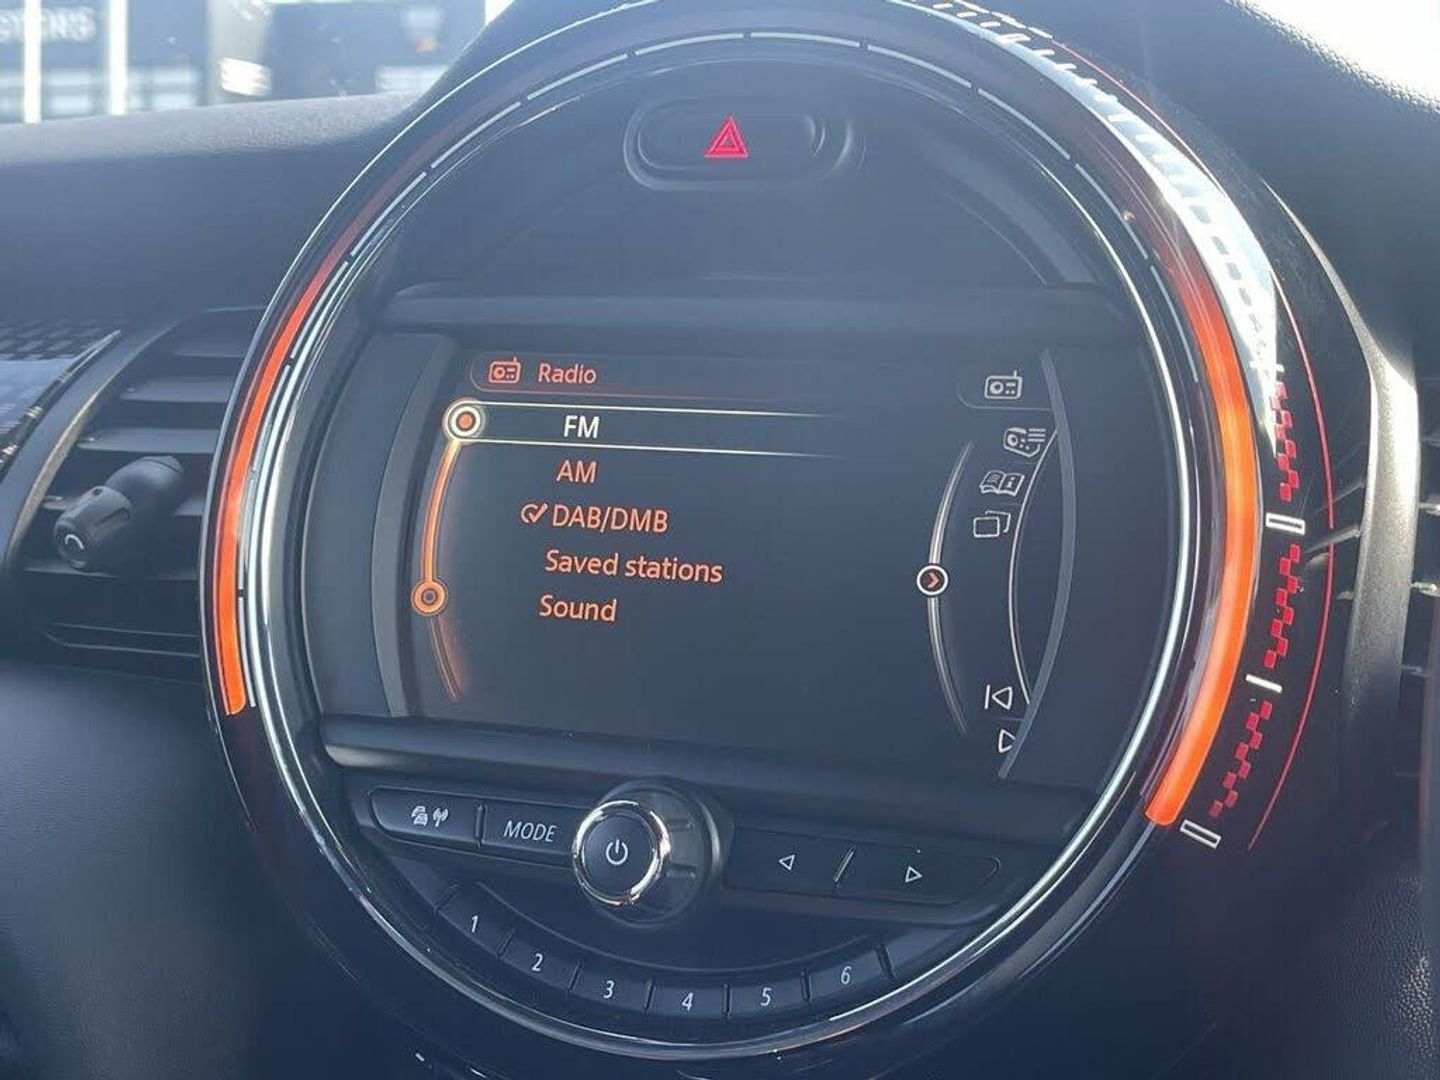 Radio
FM
AM
DAB/DMB
Saved stations
Sound
MODE
1
2
3
4
5
6